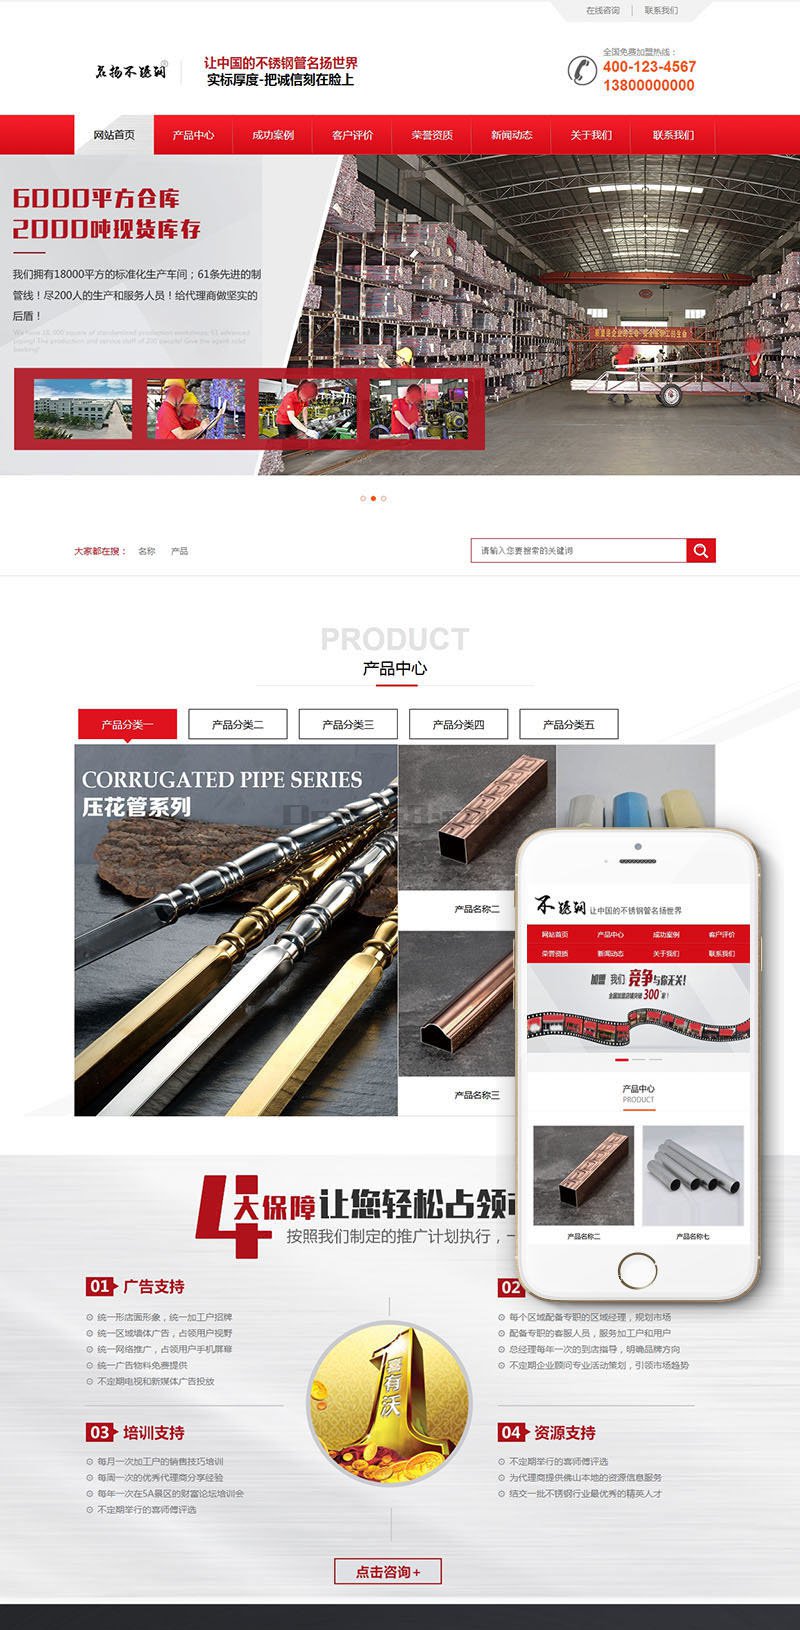 在线咨询 联系我们
不锈钢
让中国的不锈钢管名扬世界
实标厚度-把诚信刻在脸上
全国免费加盟热线：
400-123-4567
13800000000
网站首页 产品中心 成功案例 客户评价 荣誉资质 新闻动态 关于我们 联系我们
6000平方仓库
2000吨现货库存
我们拥有18000平方的标准化生产车间；61条先进的制
管线！尽200人的生产和服务人员！给代理商做坚实的
后盾！
We have 18,000 square of standardized production workshops; 61 advanced
piping! The production and service staff of 200 people! Give the agent solid
backing!
大家都在搜： 名称 产品
请输入您要搜索的关键词
PRODUCT
产品中心
产品分类一 产品分类二 产品分类三 产品分类四 产品分类五
CORRUGATED PIPE SERIES
压花管系列
产品名称二
产品名称三
不锈钢 让中国的不锈钢管名扬世界
网站首页 产品中心 成功案例 客户评价
荣誉资质 新闻动态 关于我们 联系我们
加盟 我们 竞争与你无关!
全国加盟店铺突破 300 家!
产品中心
PRODUCT
产品名称二 产品名称七
4大保障 让您轻松占领
按照我们制定的推广计划执行，一
01 广告支持
统一形店面形象，统一加工户招牌
统一区域墙体广告，占领用户视野
统一网络推广，占领用户手机屏幕
统一广告物料免费提供
不定期电视和新媒体广告投放
02
每个区域配备专职的区域经理，规划市场
配备专职的客服人员，服务加工户和用户
总经理每年一次的到店指导，明确品牌方向
不定期企业顾问专业活动策划，引领市场趋势
喜有沃
03 培训支持
每月一次加工户的销售技巧培训
每周一次的优秀代理商分享经验
每年一次在5A景区的财富论坛培训会
不定期举行的喜师傅评选
04 资源支持
不定期举行的喜师傅评选
为代理商提供佛山本地的资源信息服务
结交一批不锈钢行业最优秀的精英人才
点击咨询+